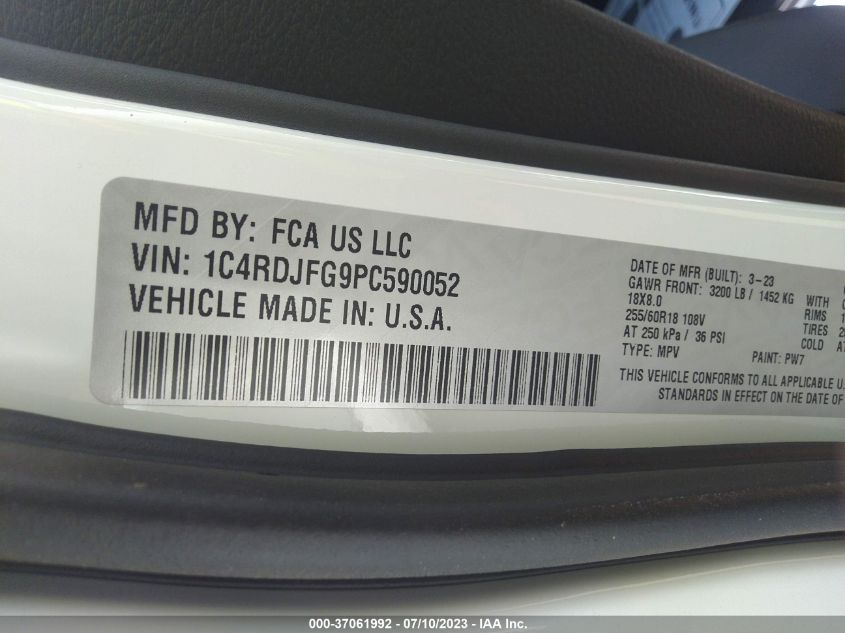 MFD BY: FCA US LLC
VIN: 1C4RDJFG9PC590052
VEHICLE MADE IN: U.S.A.
DATE OF MFR (BUILT): 3-23
GAWR FRONT: 3200 LB / 1452 KG WITH
18X8.0 RIMS
255/60R18 108V TIRES
AT 250 kPa / 36 PSI COLD
TYPE: MPV PAINT: PW7
THIS VEHICLE CONFORMS TO ALL APPLICABLE
STANDARDS IN EFFECT ON THE DATE OF
000-37061992 - 07/10/2023 - IAA Inc.